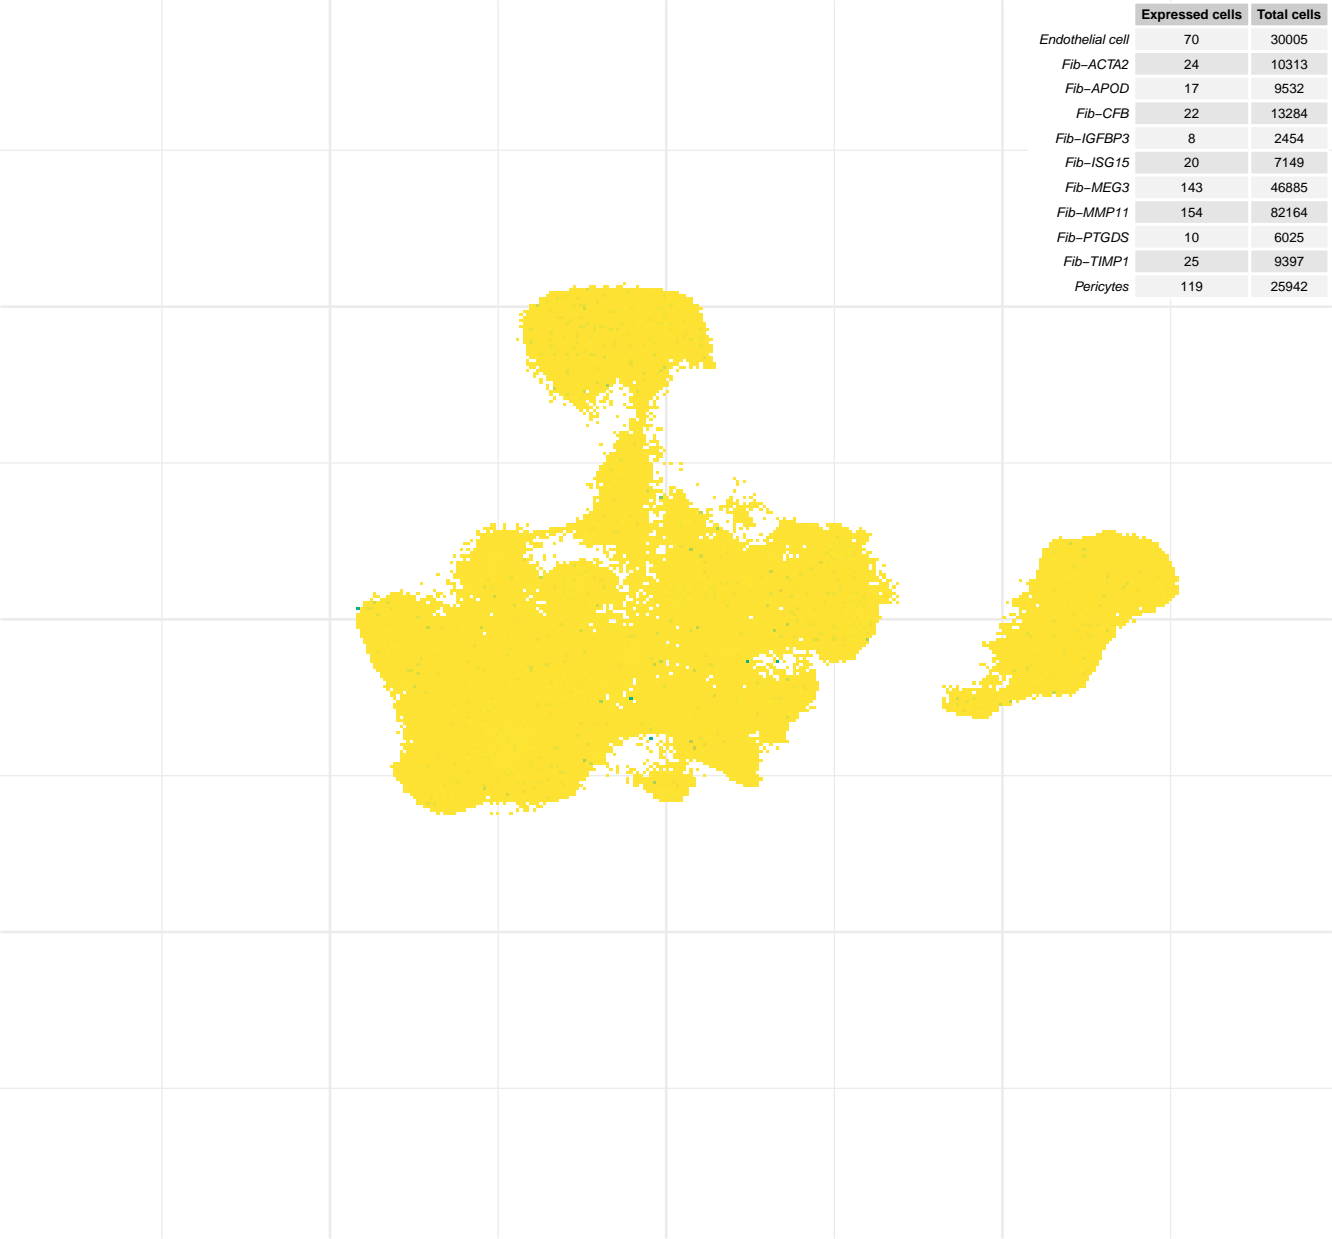 Expressed cells Total cells
Endothelial cell 70 30005
Fib−ACTA2 24 10313
Fib−APOD 17 9532
Fib−CFB 22 13284
Fib−IGFBP3 8 2454
Fib−ISG15 20 7149
Fib−MEG3 143 46885
Fib−MMP11 154 82164
Fib−PTGDS 10 6025
Fib−TIMP1 25 9397
Pericytes 119 25942